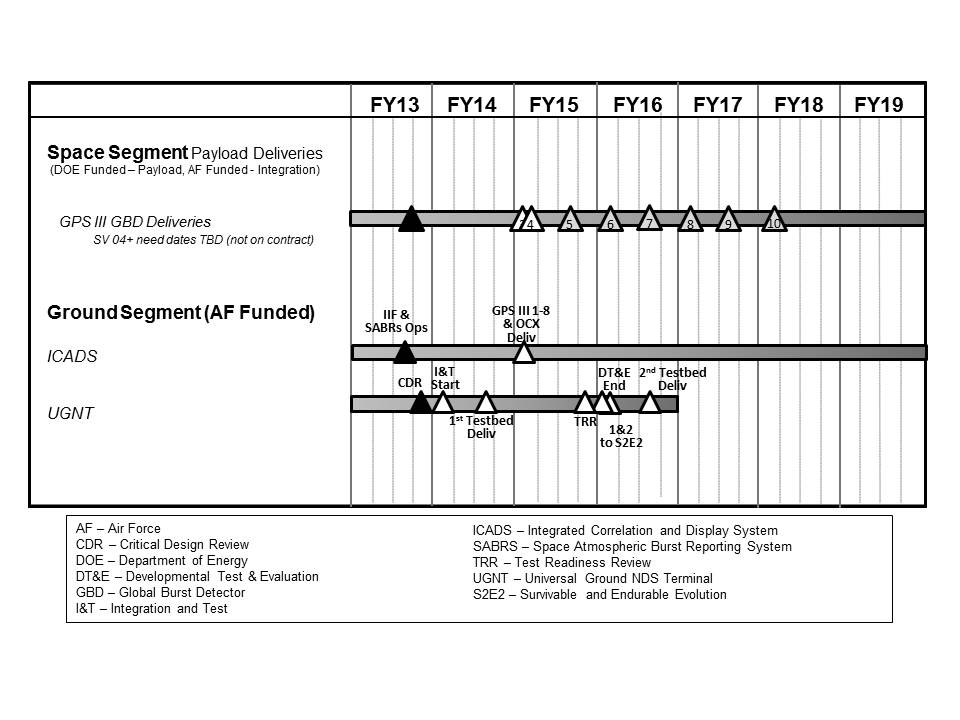 FY13 FY14 FY15 FY16 FY17 FY18 FY19
Space Segment Payload Deliveries
(DOE Funded – Payload, AF Funded - Integration)
GPS III GBD Deliveries
4 5 6 7 8 9 10
SV 04+ need dates TBD (not on contract)
Ground Segment (AF Funded)
IIF &
SABRs Ops
GPS III 1-8
& OCX
Deliv
ICADS
CDR
I&T
Start
DT&E
End
2nd Testbed
Deliv
UGNT
1st Testbed
Deliv
TRR
1&2
to S2E2
AF – Air Force
CDR – Critical Design Review
DOE – Department of Energy
DT&E – Developmental Test & Evaluation
GBD – Global Burst Detector
I&T – Integration and Test
ICADS – Integrated Correlation and Display System
SABRS – Space Atmospheric Burst Reporting System
TRR – Test Readiness Review
UGNT – Universal Ground NDS Terminal
S2E2 – Survivable and Endurable Evolution